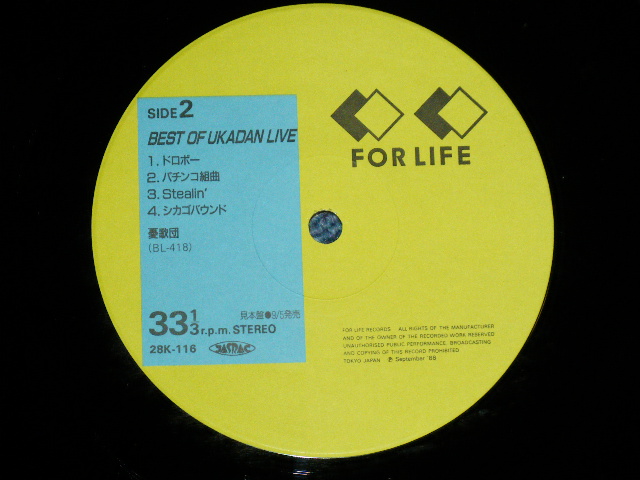 SIDE 2
BEST OF UKADAN LIVE
1. ドロボー
2. パチンコ組曲
3. Stealin'
4. シカゴバウンド
憂歌団
(BL-418)
33 1/3 r.p.m. STEREO
見本盤●9/5発売
28K-116
JASRAC
FOR LIFE
FOR LIFE RECORDS ALL RIGHTS OF THE MANUFACTURER
AND OF THE OWNER OF THE RECORDRD WORK RESERVED
UNAUTHORISED PUBLIC PERFORMANCE, BROADCASTING
AND COPYING OF THIS RECORD PROHIBITED
TOKYO JAPAN ℗ September '86